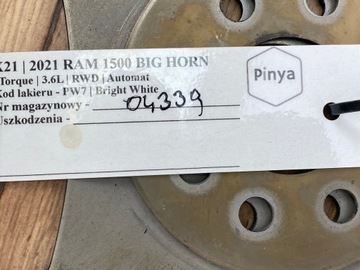 X21 | 2021 RAM 1500 BIG HORN
Torque | 3.6L | RWD | Automat
Kod lakieru - PW7 | Bright White
Nr magazynowy - 04339
Uszkodzenia -
Pinya